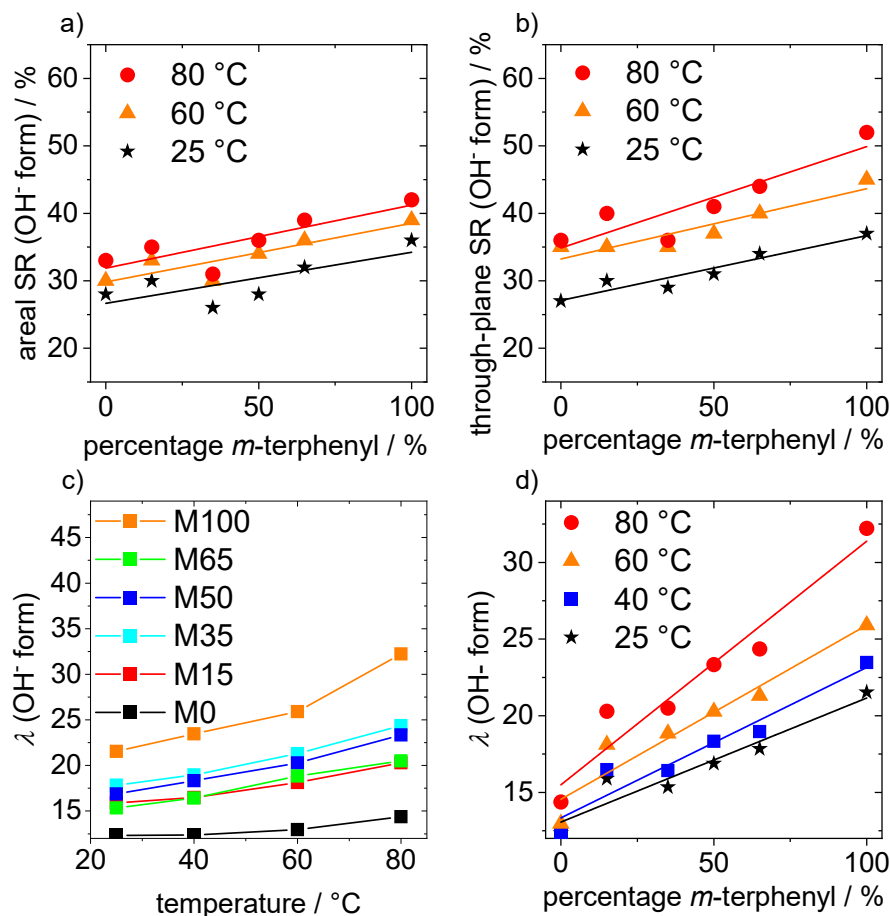 a)
areal SR (OH⁻ form) / %
60
50
40
30
20
80 °C
60 °C
25 °C
0
50
100
percentage m-terphenyl / %
b)
through-plane SR (OH⁻ form) / %
60
50
40
30
20
80 °C
60 °C
25 °C
0
50
100
percentage m-terphenyl / %
c)
λ (OH⁻ form)
45
40
35
30
25
20
15
M100
M65
M50
M35
M15
M0
20
40
60
80
temperature / °C
d)
λ (OH- form)
30
25
20
15
80 °C
60 °C
40 °C
25 °C
0
50
100
percentage m-terphenyl / %